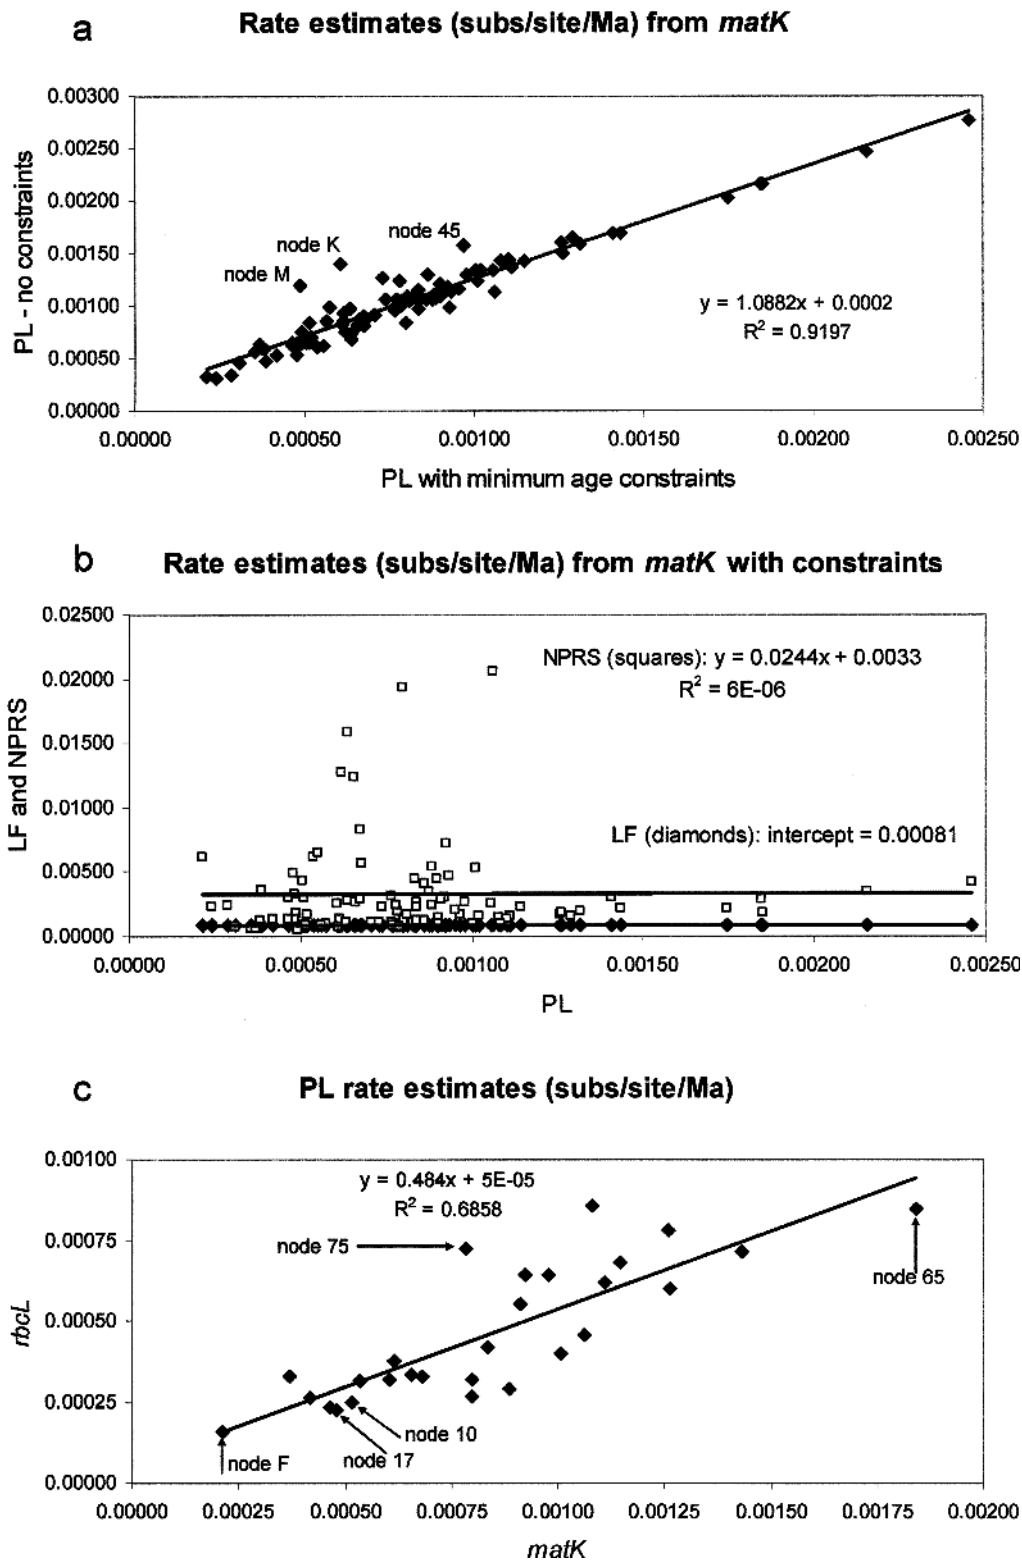 a
Rate estimates (subs/site/Ma) from matK
0.00300
0.00250
0.00200
0.00150
0.00100
0.00050
0.00000
PL - no constraints
node 45
node K
node M
y = 1.0882x + 0.0002
R² = 0.9197
0.00000 0.00050 0.00100 0.00150 0.00200 0.00250
PL with minimum age constraints
b
Rate estimates (subs/site/Ma) from matK with constraints
0.02500
0.02000
0.01500
0.01000
0.00500
0.00000
LF and NPRS
NPRS (squares): y = 0.0244x + 0.0033
R² = 6E-06
LF (diamonds): intercept = 0.00081
0.00000 0.00050 0.00100 0.00150 0.00200 0.00250
PL
c
PL rate estimates (subs/site/Ma)
0.00100
0.00075
0.00050
0.00025
0.00000
rbcL
y = 0.484x + 5E-05
R² = 0.6858
node 75
node 65
node 10
node 17
node F
0.00000 0.00025 0.00050 0.00075 0.00100 0.00125 0.00150 0.00175 0.00200
matK